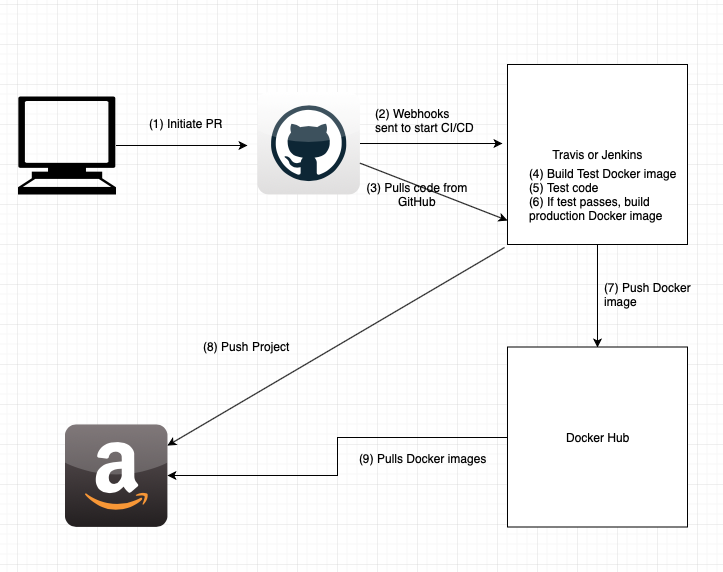 (1) Initiate PR
(2) Webhooks
sent to start CI/CD
(3) Pulls code from
GitHub
Travis or Jenkins
(4) Build Test Docker image
(5) Test code
(6) If test passes, build
production Docker image
(7) Push Docker
image
(8) Push Project
Docker Hub
(9) Pulls Docker images
a